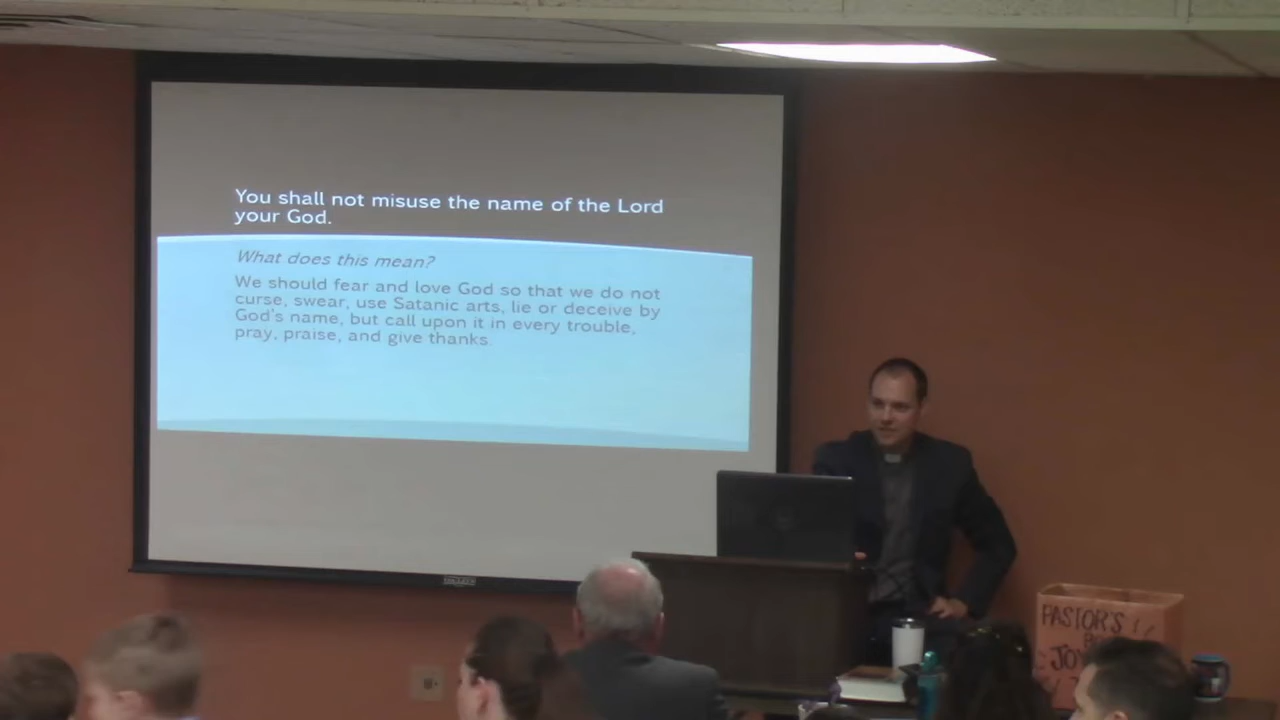 You shall not misuse the name of the Lord
your God.
What does this mean?
We should fear and love God so that we do not
curse, swear, use Satanic arts, lie or deceive by
God's name, but call upon it in every trouble,
pray, praise, and give thanks.
PASTOR'S
JOY